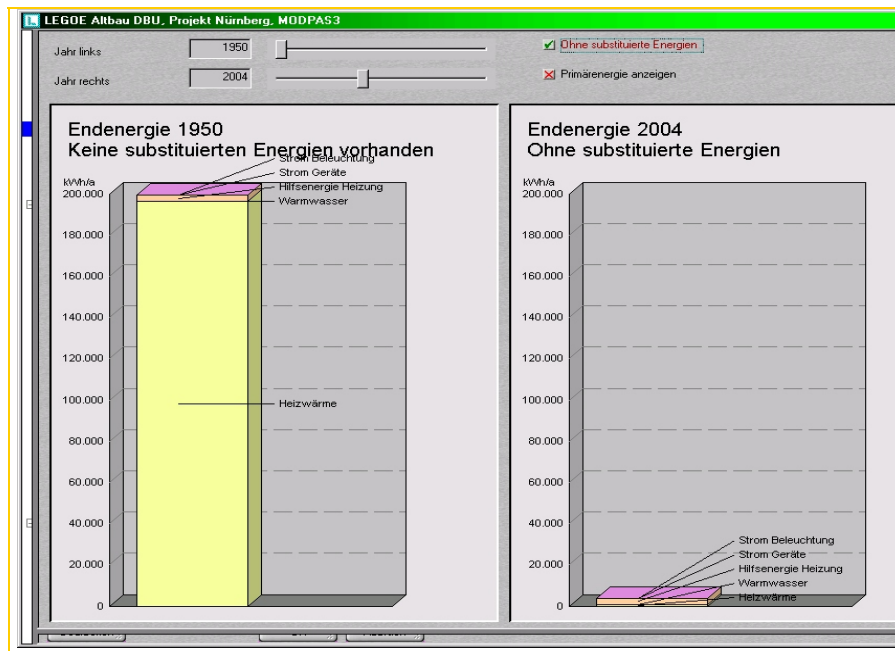 LEGOE Altbau DBU, Projekt Nürnberg, MODPAS3
Jahr links
1950
Ohne substituierte Energien
Jahr rechts
2004
Primärenergie anzeigen
Endenergie 1950
Keine substituierten Energien vorhanden
kWh/a
200.000
180.000
160.000
140.000
120.000
100.000
80.000
60.000
40.000
20.000
0
Strom Beleuchtung
Strom Geräte
Hilfsenergie Heizung
Warmwasser
Heizwärme
Endenergie 2004
Ohne substituierte Energien
kWh/a
200.000
180.000
160.000
140.000
120.000
100.000
80.000
60.000
40.000
20.000
0
Strom Beleuchtung
Strom Geräte
Hilfsenergie Heizung
Warmwasser
Heizwärme